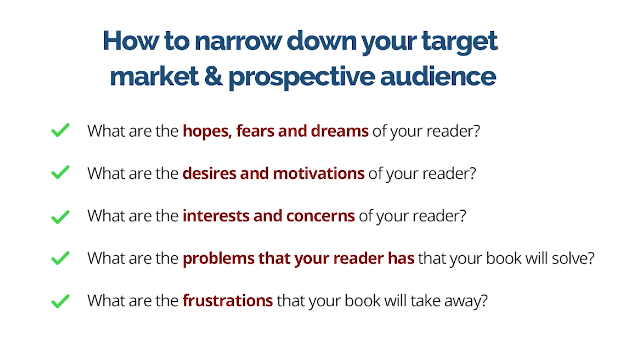 How to narrow down your target
market & prospective audience
What are the hopes, fears and dreams of your reader?
What are the desires and motivations of your reader?
What are the interests and concerns of your reader?
What are the problems that your reader has that your book will solve?
What are the frustrations that your book will take away?